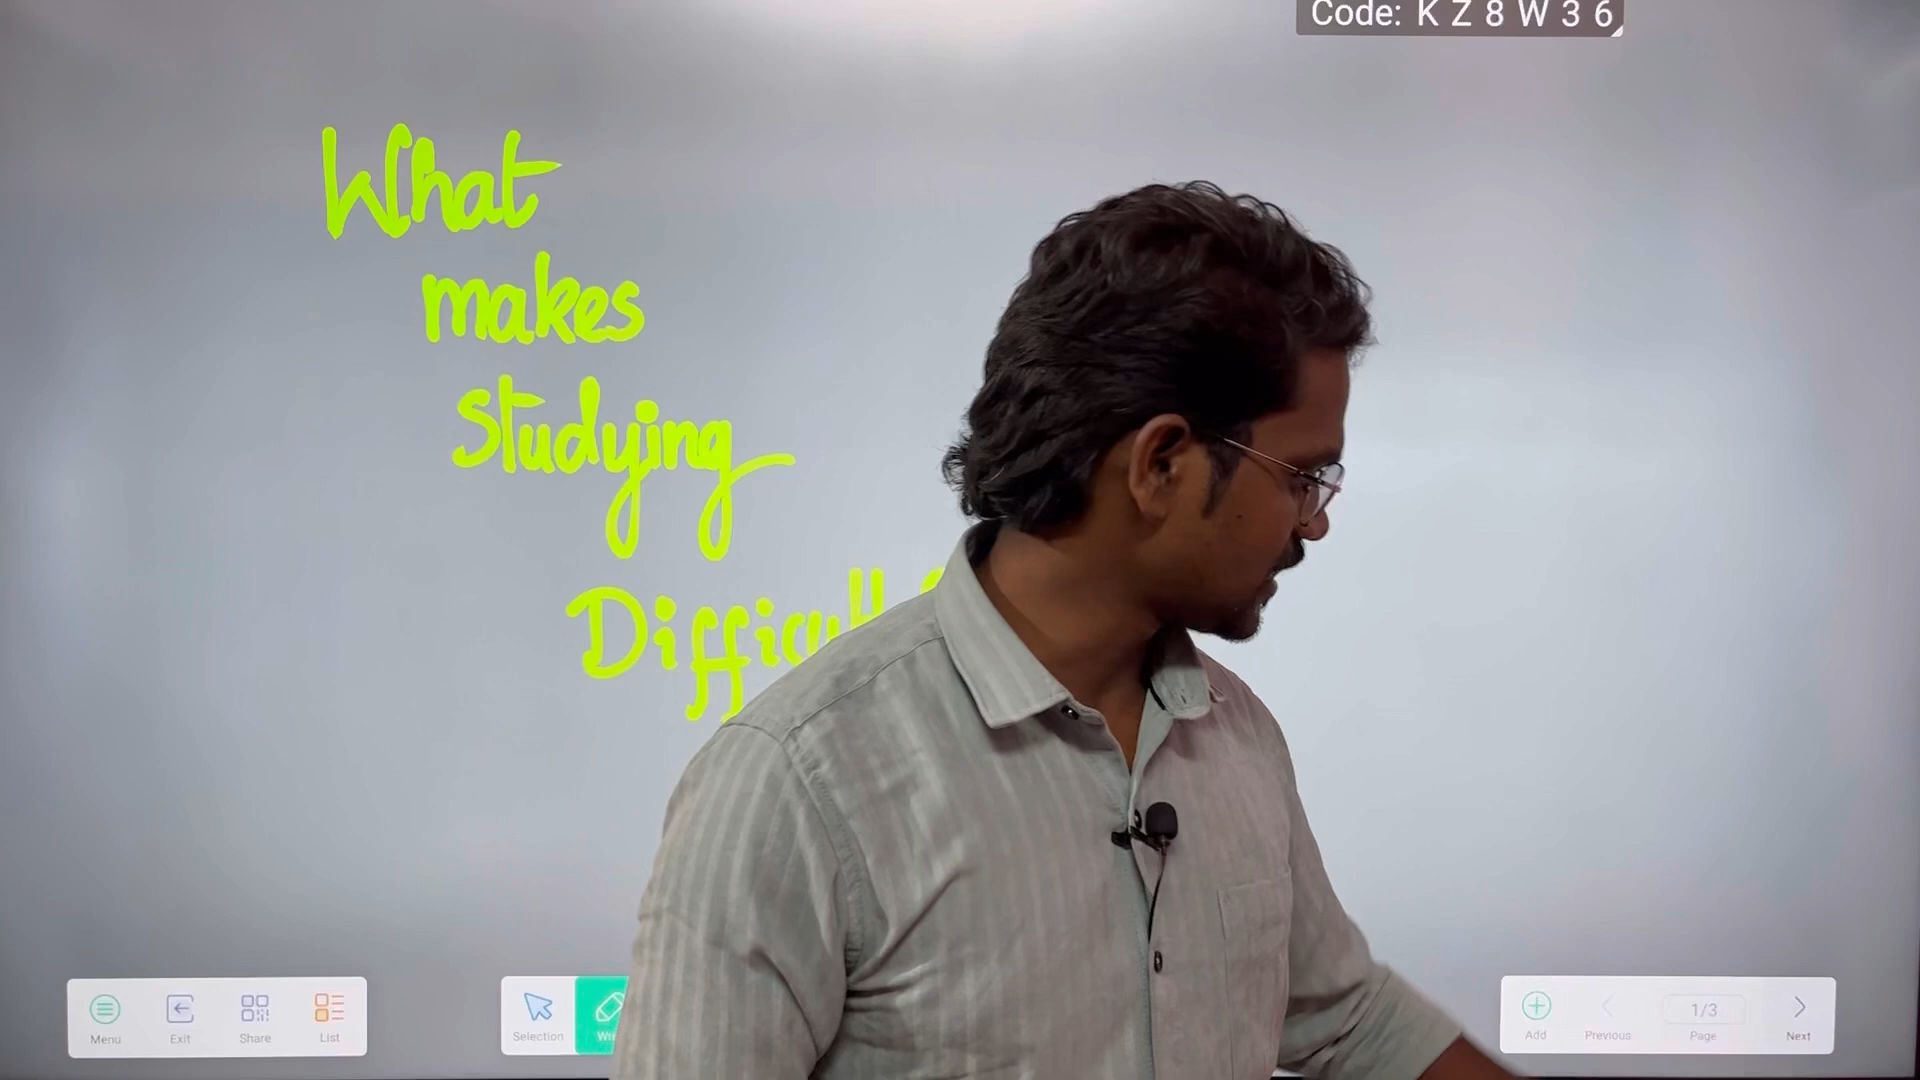 Code: K Z 8 W 3 6
What
makes
Studying
Menu
Exit
Share
List
Selection
Add
Previous
1/3
Page
Next